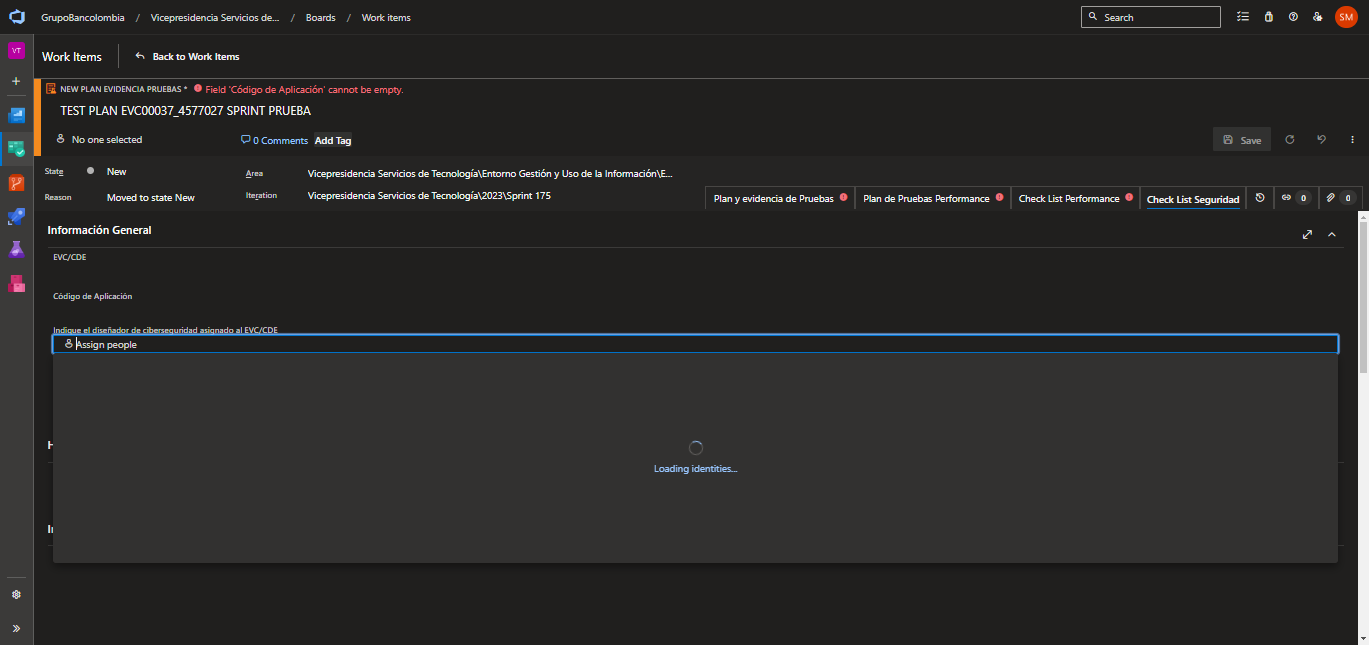 GrupoBancolombia / Vicepresidencia Servicios de... / Boards / Work items
Search
SM
VT
Work Items
Back to Work Items
NEW PLAN EVIDENCIA PRUEBAS * Field 'Código de Aplicación' cannot be empty.
TEST PLAN EVC00037_4577027 SPRINT PRUEBA
No one selected
0 Comments
Add Tag
Save
State
New
Area
Vicepresidencia Servicios de Tecnología\Entorno Gestión y Uso de la Información\E...
Reason
Moved to state New
Iteration
Vicepresidencia Servicios de Tecnología\2023\Sprint 175
Plan y evidencia de Pruebas
Plan de Pruebas Performance
Check List Performance
Check List Seguridad
0
0
Información General
EVC/CDE
Código de Aplicación
Indique el diseñador de ciberseguridad asignado al EVC/CDE
Assign people
Loading identities...